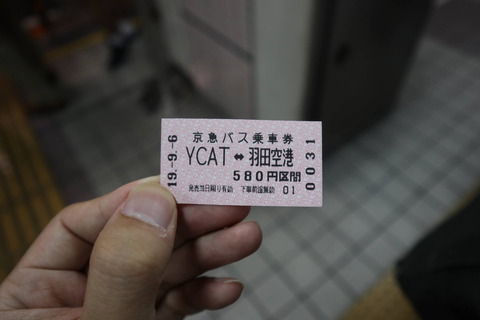 京急バス乗車券
YCAT⇔羽田空港
580円区間
発売当日限り有効 下車前途無効 01
19.-9.-6
0031